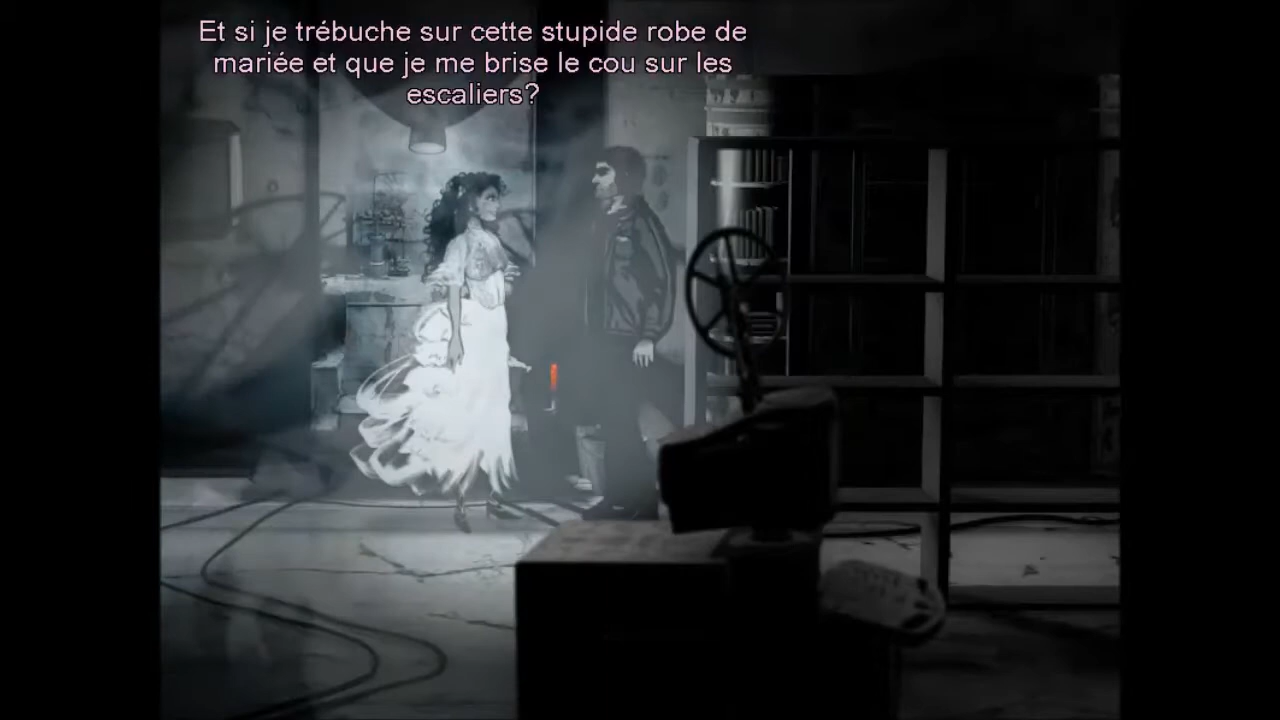 Et si je trébuche sur cette stupide robe de
mariée et que je me brise le cou sur les
escaliers?